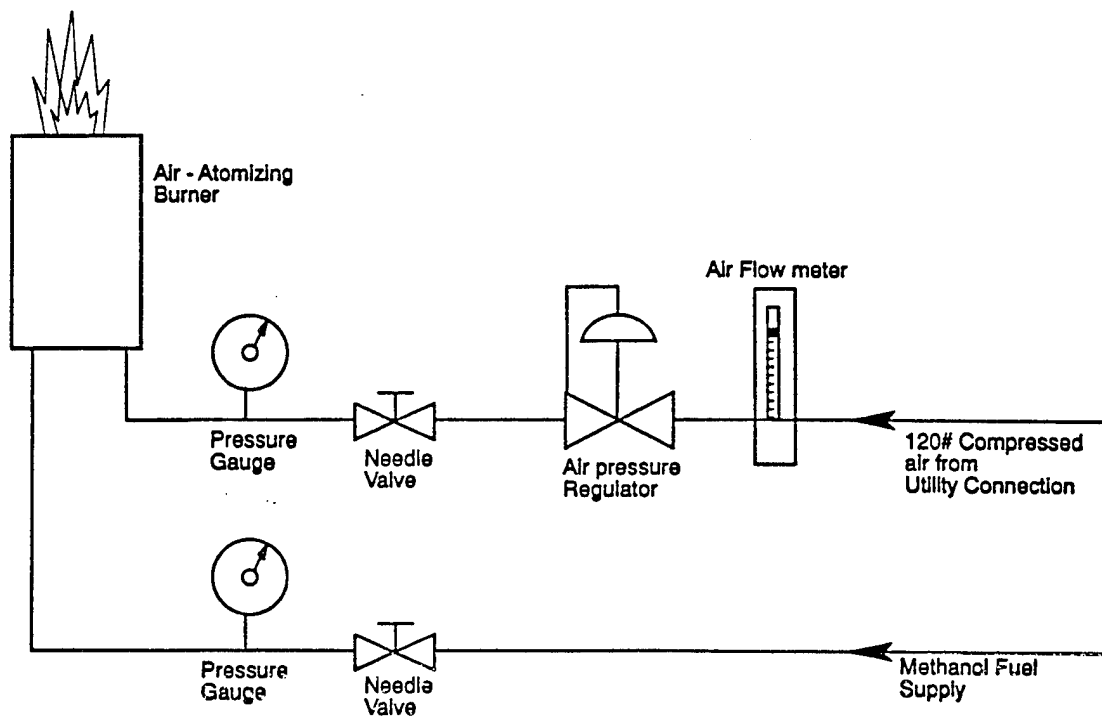 Air - Atomizing
Burner
Air Flow meter
Pressure
Gauge
Needle
Valve
Air pressure
Regulator
120# Compressed
air from
Utility Connection
Pressure
Gauge
Needle
Valve
Methanol Fuel
Supply